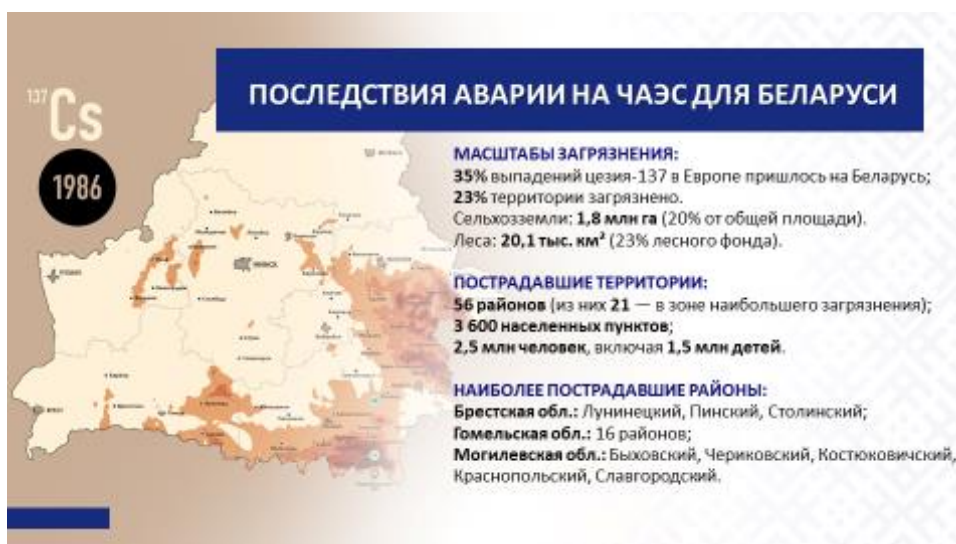 137
Cs
1986
ПОСЛЕДСТВИЯ АВАРИИ НА ЧАЭС ДЛЯ БЕЛАРУСИ
МАСШТАБЫ ЗАГРЯЗНЕНИЯ:
35% выпадений цезия-137 в Европе пришлось на Беларусь;
23% территории загрязнено.
Сельхозземли: 1,8 млн га (20% от общей площади).
Леса: 20,1 тыс. км² (23% лесного фонда).
ПОСТРАДАВШИЕ ТЕРРИТОРИИ:
56 районов (из них 21 — в зоне наибольшего загрязнения);
3 600 населенных пунктов;
2,5 млн человек, включая 1,5 млн детей.
НАИБОЛЕЕ ПОСТРАДАВШИЕ РАЙОНЫ:
Брестская обл.: Лунинецкий, Пинский, Столинский;
Гомельская обл.: 16 районов;
Могилевская обл.: Быховский, Чериковский, Костюковичский,
Краснопольский, Славгородский.
МИНСК